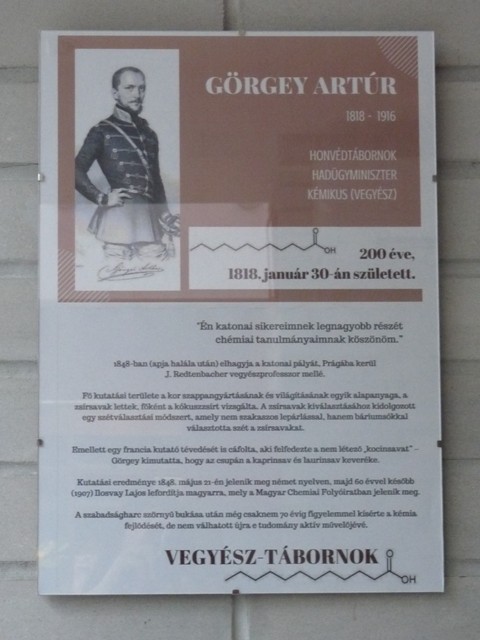 GÖRGEY ARTÚR
1818 - 1916
HONVÉDTÁBORNOK
HADÜGYMINISZTER
KÉMIKUS (VEGYÉSZ)
O
OH
200 éve,
1818. január 30-án született.
"Én katonai sikereimnek legnagyobb részét
chémiai tanulmányaimnak köszönöm."
1848-ban (apja halála után) elhagyja a katonai pályát, Prágába kerül
J. Redtenbacher vegyészprofesszor mellé.
Fő kutatási területe a kor szappangyártásának és világításának egyik alapanyaga, a
zsírsavak lettek, főként a kókuszzsírt vizsgálta. A zsírsavak kiválasztásához kidolgozott
egy szétválasztási módszert, amely nem szakaszos lepárlással, hanem báriumsókkal
választotta szét a zsírsavakat.
Emellett egy francia kutató tévedését is cáfolta, aki felfedezte a nem létező „kocinsavat” –
Görgey kimutatta, hogy az csupán a kaprinsav és laurinsav keveréke.
Kutatási eredménye 1848. május 21-én jelenik meg német nyelven, majd 60 évvel később
(1907) Ilosvay Lajos lefordítja magyarra, mely a Magyar Chemiai Folyóiratban jelenik meg.
A szabadságharc szörnyű bukása után még csaknem 70 évig figyelemmel kísérte a kémia
fejlődését, de nem válhatott újra e tudomány aktív művelőjévé.
VEGYÉSZ-TÁBORNOK
O
OH